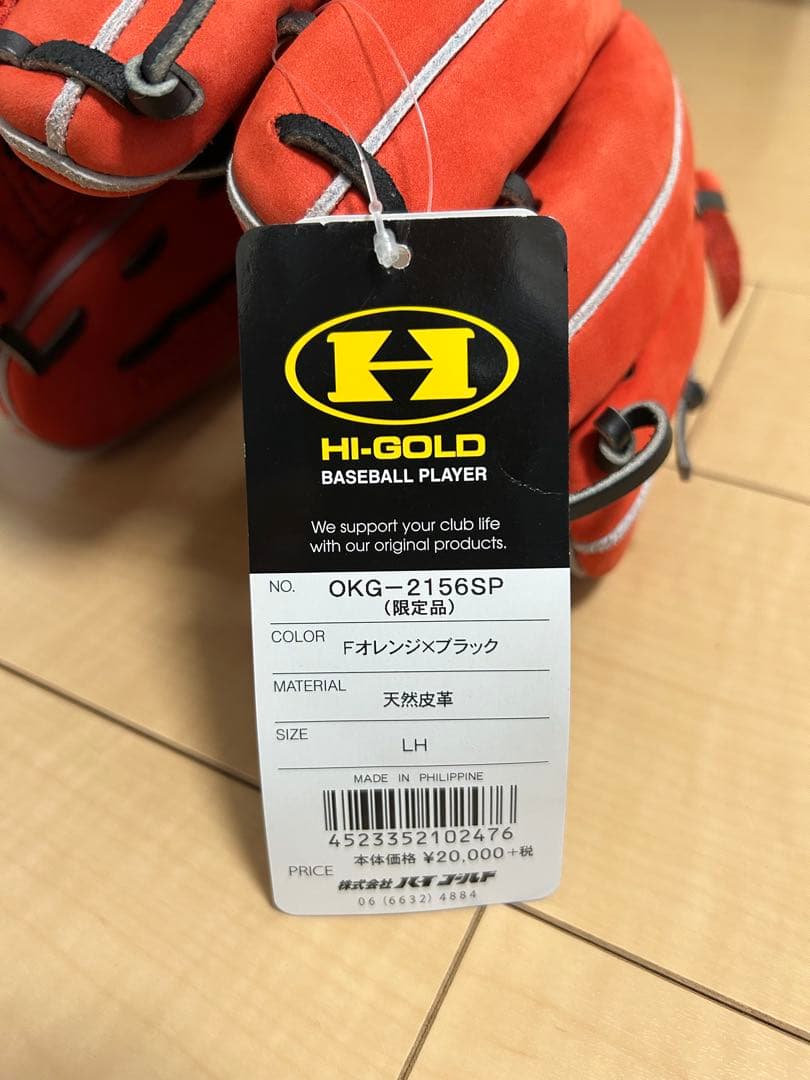 H
HI-GOLD
BASEBALL PLAYER
We support your club life
with our original products.
NO. OKG-2156SP
(限定品)
COLOR Fオレンジ×ブラック
MATERIAL 天然皮革
SIZE LH
MADE IN PHILIPPINE
4523352102476
本体価格 ¥20,000+税
PRICE
株式会社 ハイゴールド
06 (6632) 4884